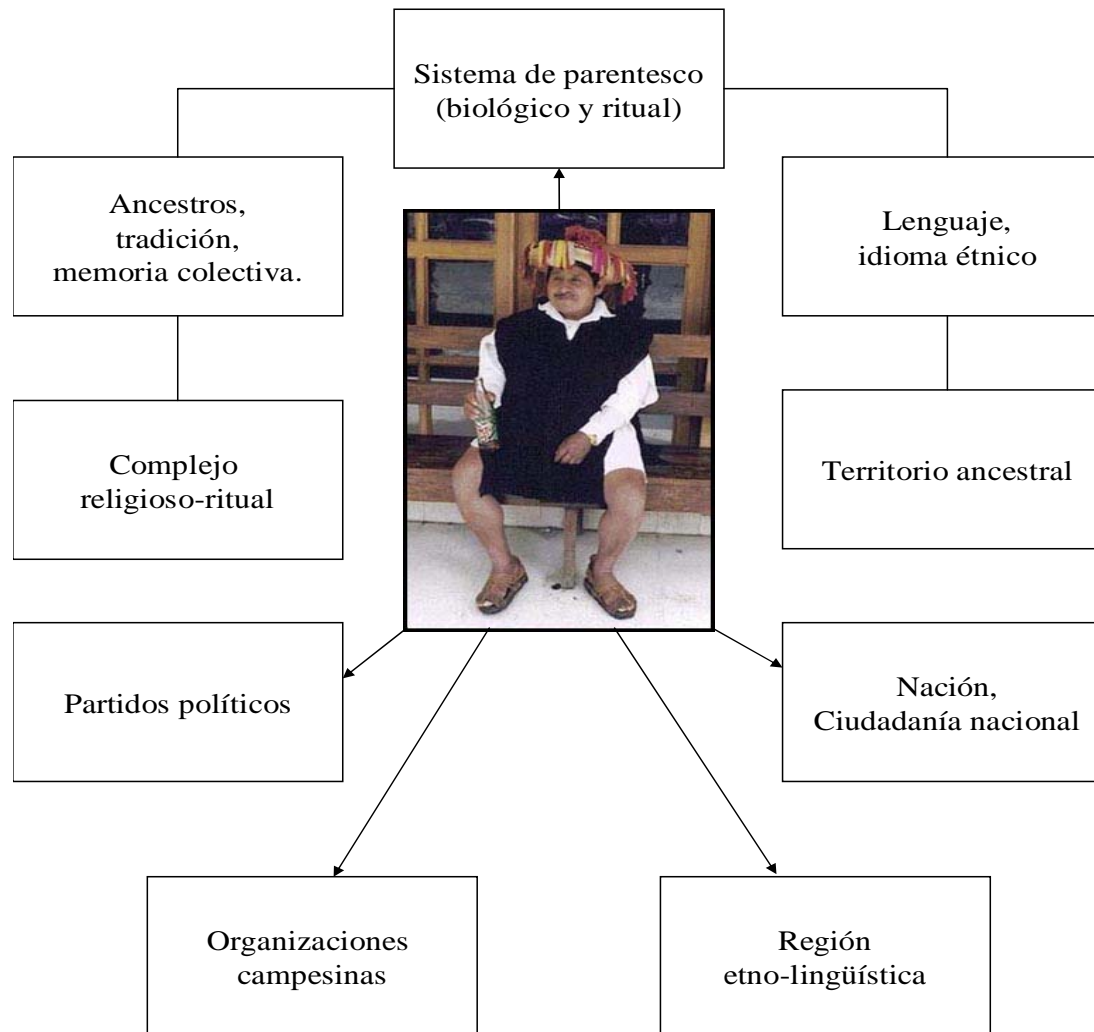 Sistema de parentesco
(biológico y ritual)
Ancestros,
tradición,
memoria colectiva.
Lenguaje,
idioma étnico
Complejo
religioso-ritual
Territorio ancestral
Partidos políticos
Nación,
Ciudadanía nacional
Organizaciones
campesinas
Región
etno-lingüística